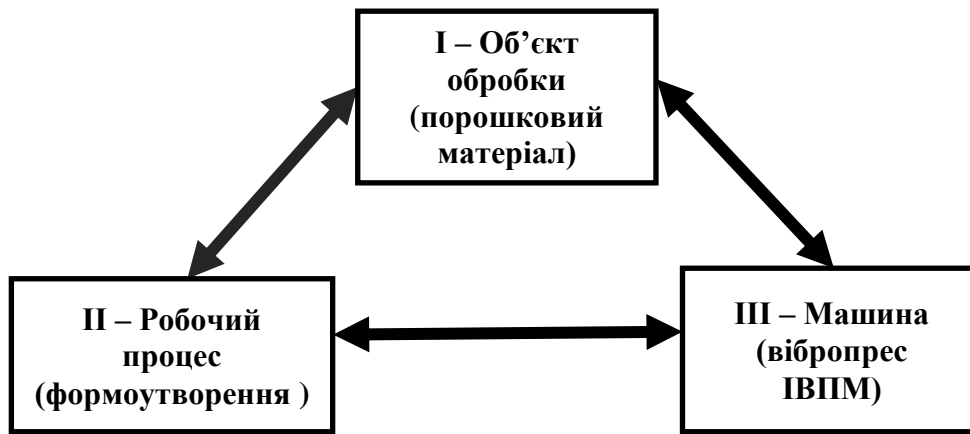 І – Об’єкт
обробки
(порошковий
матеріал)
ІІ – Робочий
процес
(формоутворення )
ІІІ – Машина
(вібропрес
ІВПМ)